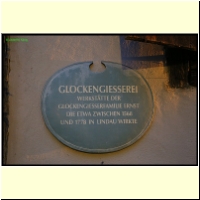 GLOCKENGIESSEREI
WERKSTÄTTE DER
GLOCKENGIESSERFAMILIE ERNST
DIE ETWA ZWISCHEN
UND IN LINDAU WIRKTE